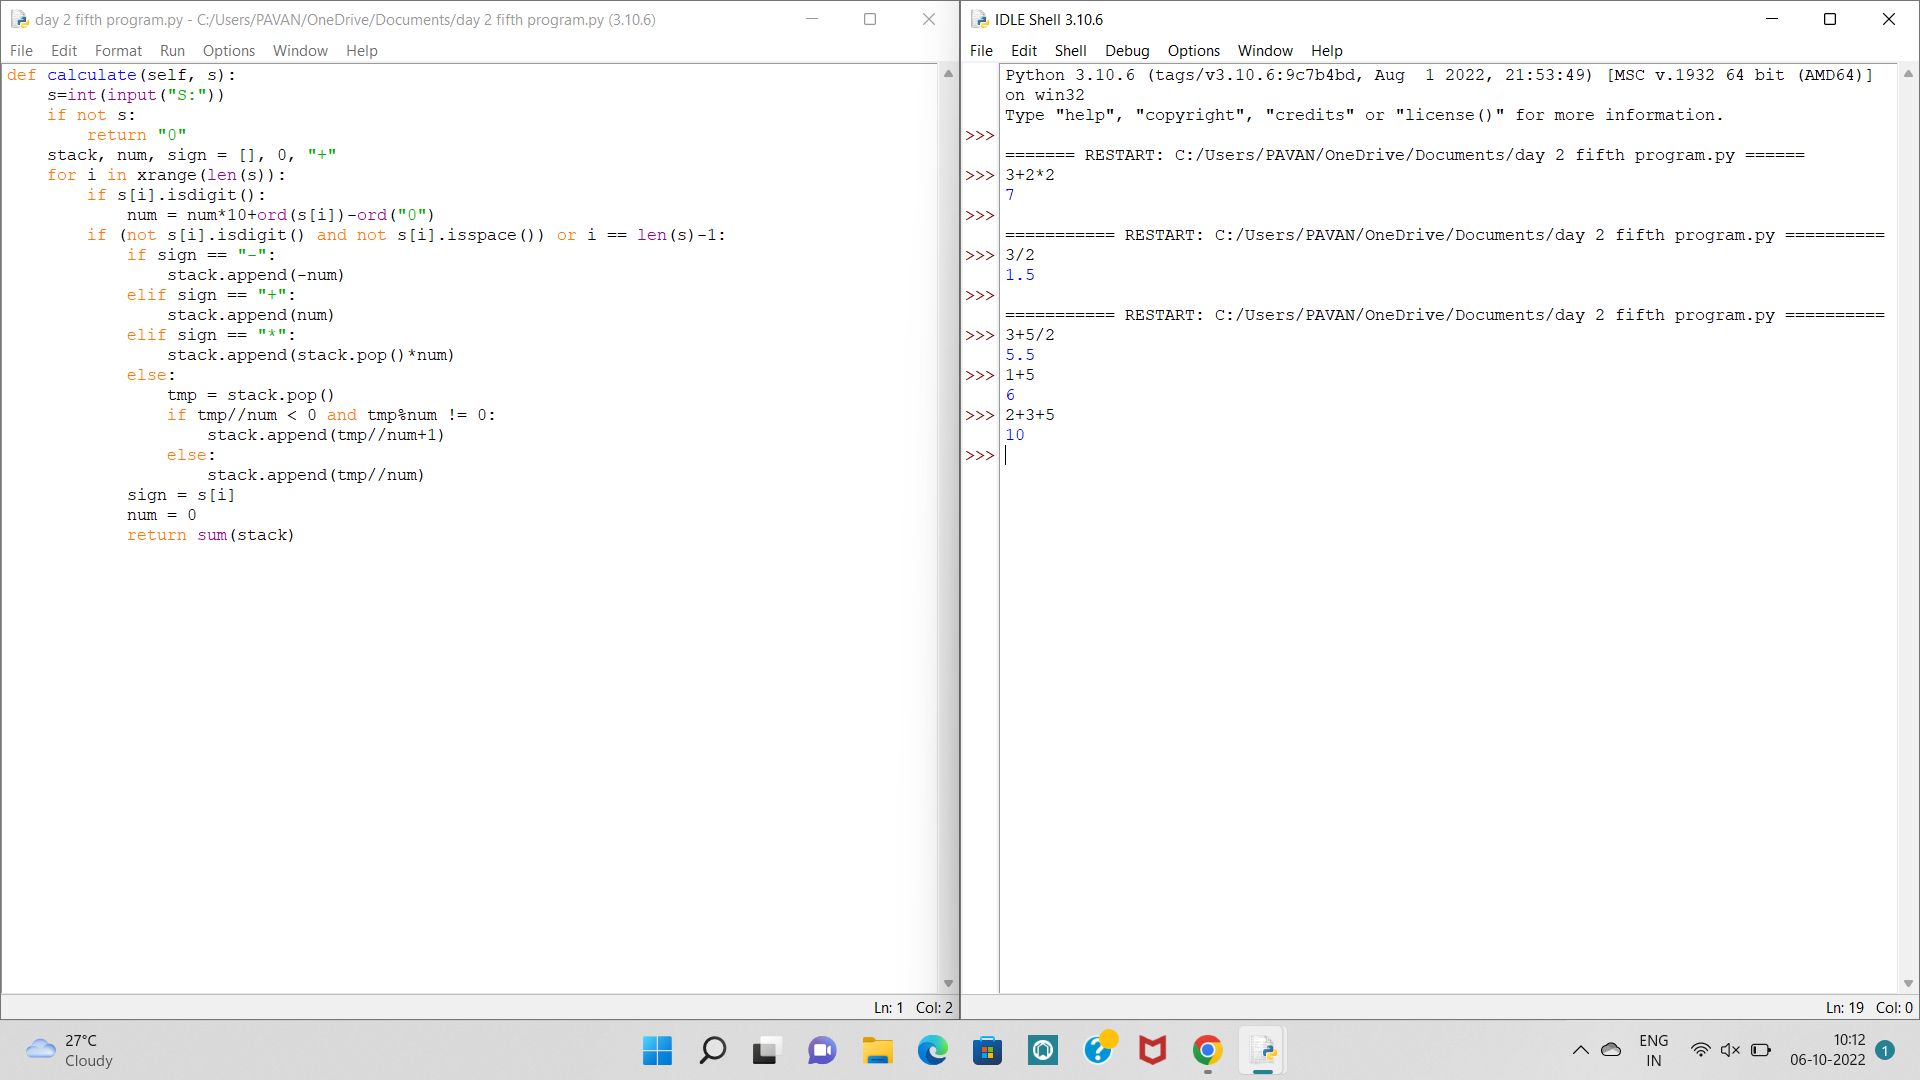 day 2 fifth program.py - C:/Users/PAVAN/OneDrive/Documents/day 2 fifth program.py (3.10.6)
File Edit Format Run Options Window Help
def calculate(self, s):
    s=int(input("S:"))
    if not s:
        return "0"
    stack, num, sign = [], 0, "+"
    for i in xrange(len(s)):
        if s[i].isdigit():
            num = num*10+ord(s[i])-ord("0")
        if (not s[i].isdigit() and not s[i].isspace()) or i == len(s)-1:
            if sign == "-":
                stack.append(-num)
            elif sign == "+":
                stack.append(num)
            elif sign == "*":
                stack.append(stack.pop()*num)
            else:
                tmp = stack.pop()
                if tmp//num < 0 and tmp%num != 0:
                    stack.append(tmp//num+1)
                else:
                    stack.append(tmp//num)
            sign = s[i]
            num = 0
            return sum(stack)
Ln: 1 Col: 2
IDLE Shell 3.10.6
File Edit Shell Debug Options Window Help
Python 3.10.6 (tags/v3.10.6:9c7b4bd, Aug  1 2022, 21:53:49) [MSC v.1932 64 bit (AMD64)]
on win32
Type "help", "copyright", "credits" or "license()" for more information.
>>>
======= RESTART: C:/Users/PAVAN/OneDrive/Documents/day 2 fifth program.py ======
>>> 3+2*2
7
>>>
=========== RESTART: C:/Users/PAVAN/OneDrive/Documents/day 2 fifth program.py ==========
>>> 3/2
1.5
>>>
=========== RESTART: C:/Users/PAVAN/OneDrive/Documents/day 2 fifth program.py ==========
>>> 3+5/2
5.5
>>> 1+5
6
>>> 2+3+5
10
>>>
Ln: 19 Col: 0
27°C
Cloudy
ENG
IN
10:12
06-10-2022
1